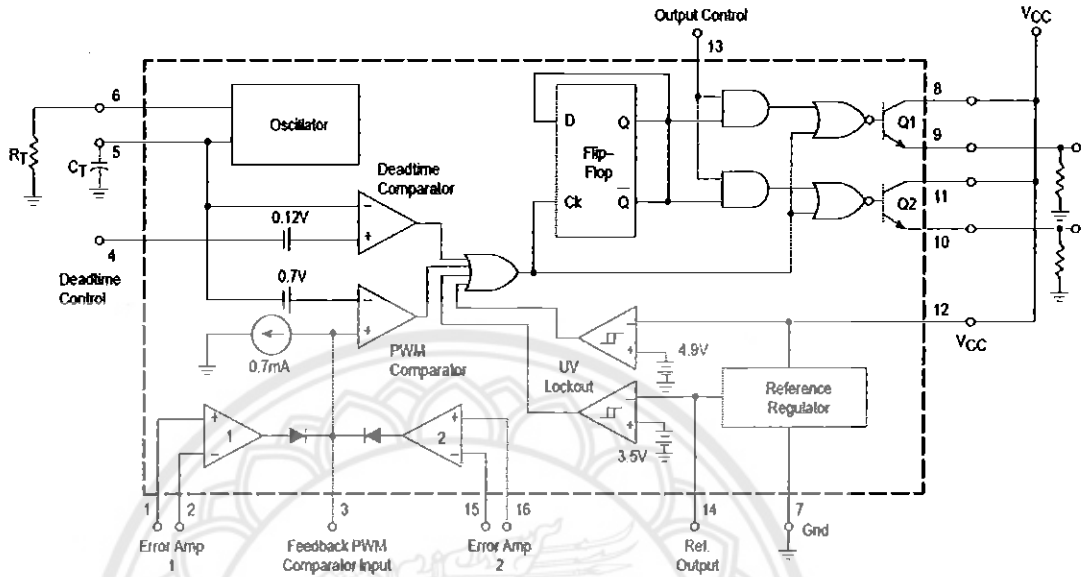 Output Control
VCC
13
6
Oscillator
8
D
Q
Q1
RT
5
CT
Flip-
Flop
9
Deadtime
Comparator
11
Ck
Q
Q2
0.12V
10
4
Deadtime
Control
0.7V
12
VCC
4.9V
0.7mA
PWM
Comparator
UV
Lockout
Reference
Regulator
1
2
3.5V
1
2
3
15
16
14
7
Gnd
Error Amp
1
Feedback PWM
Comparator Input
Error Amp
2
Ref.
Output